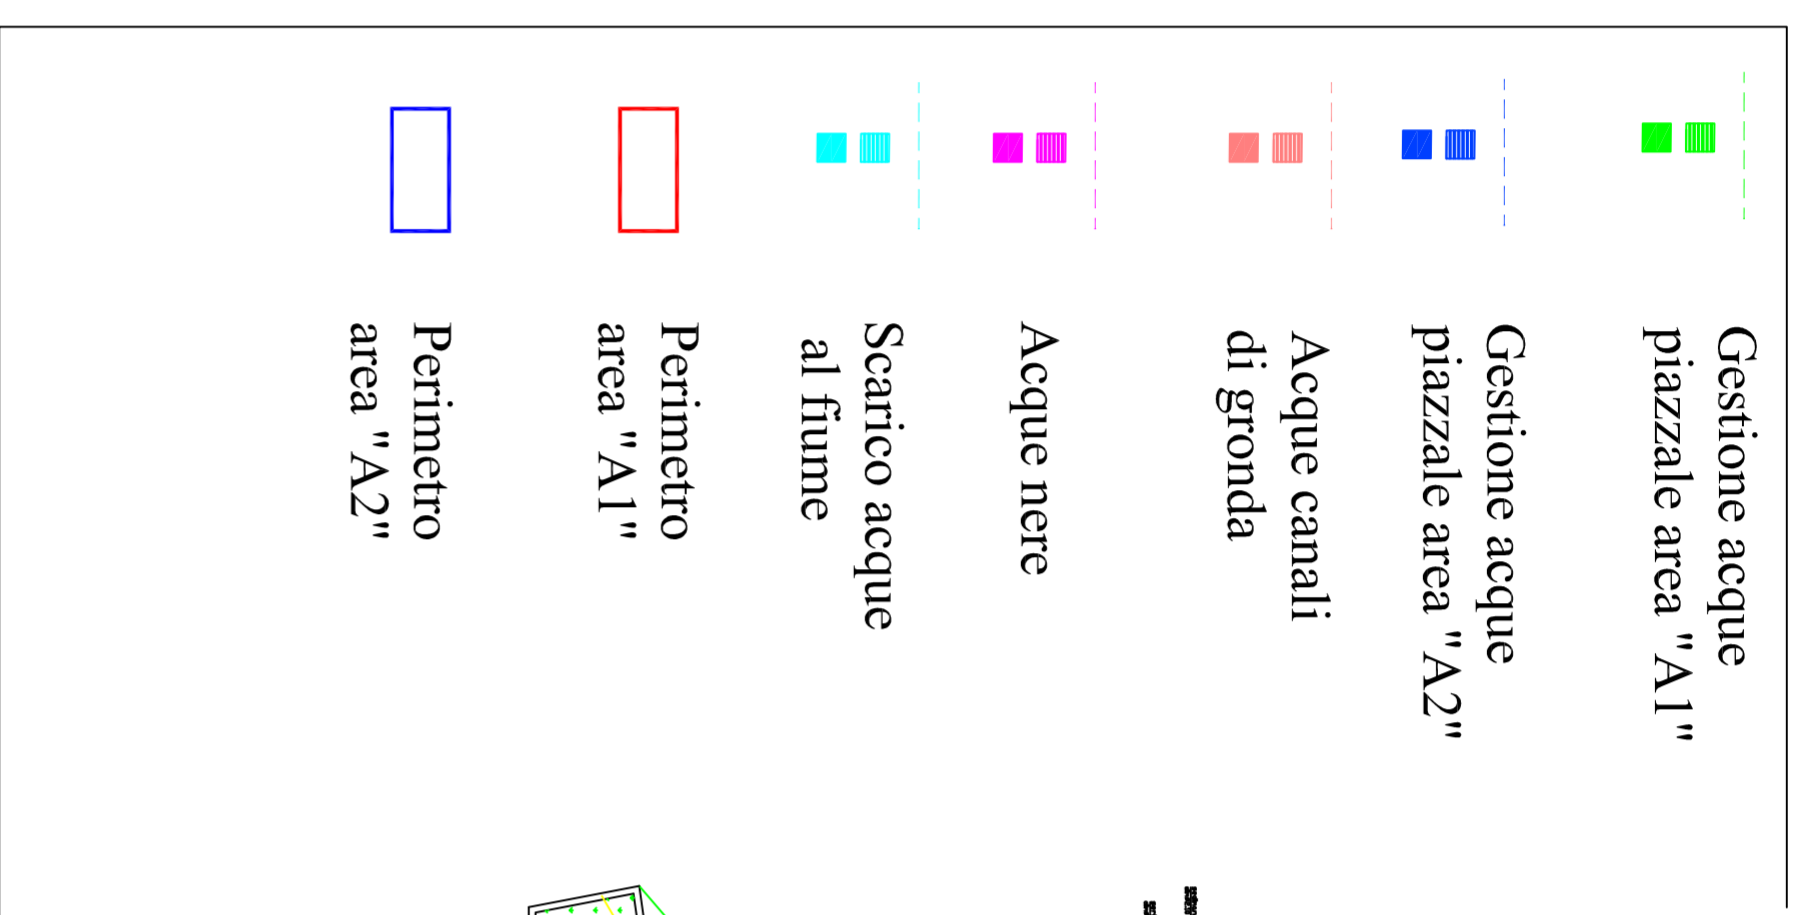 Gestione acque
piazzale area "A1"
Gestione acque
piazzale area "A2"
Acque canali
di gronda
Acque nere
Scarico acque
al fiume
Perimetro
area "A1"
Perimetro
area "A2"